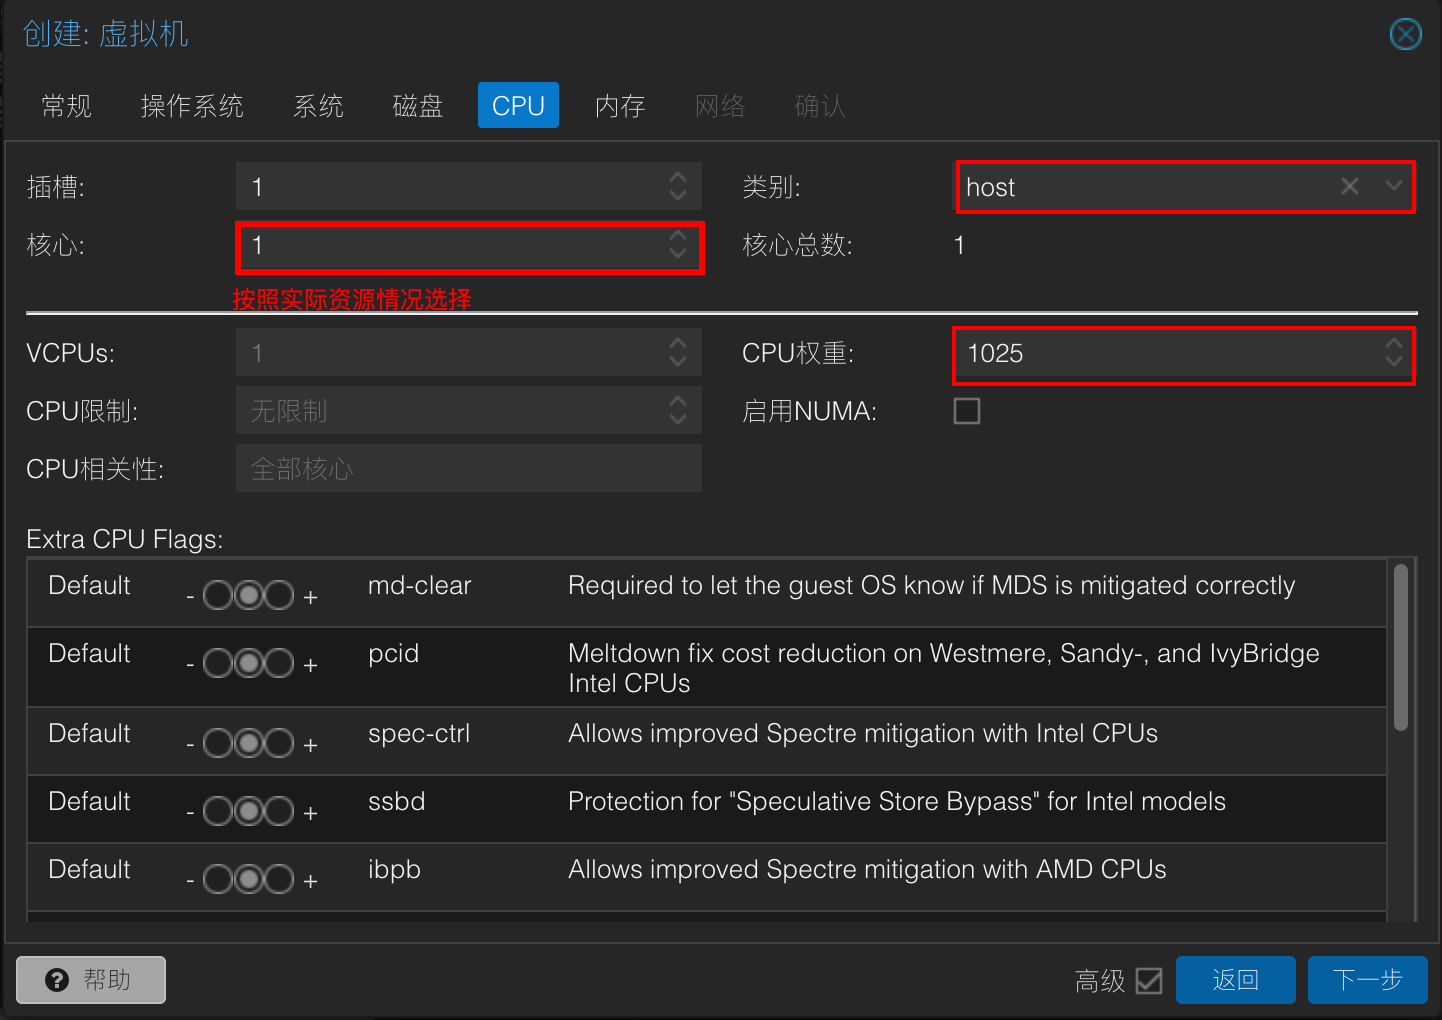 创建: 虚拟机
常规 操作系统 系统 磁盘 CPU 内存 网络 确认
插槽: 1 类别: host
核心: 1 核心总数: 1
按照实际资源情况选择
VCPUs: 1 CPU权重: 1025
CPU限制: 无限制 启用NUMA:
CPU相关性: 全部核心
Extra CPU Flags:
Default - + md-clear Required to let the guest OS know if MDS is mitigated correctly
Default - + pcid Meltdown fix cost reduction on Westmere, Sandy-, and IvyBridge
Intel CPUs
Default - + spec-ctrl Allows improved Spectre mitigation with Intel CPUs
Default - + ssbd Protection for "Speculative Store Bypass" for Intel models
Default - + ibpb Allows improved Spectre mitigation with AMD CPUs
? 帮助 高级 返回 下一步